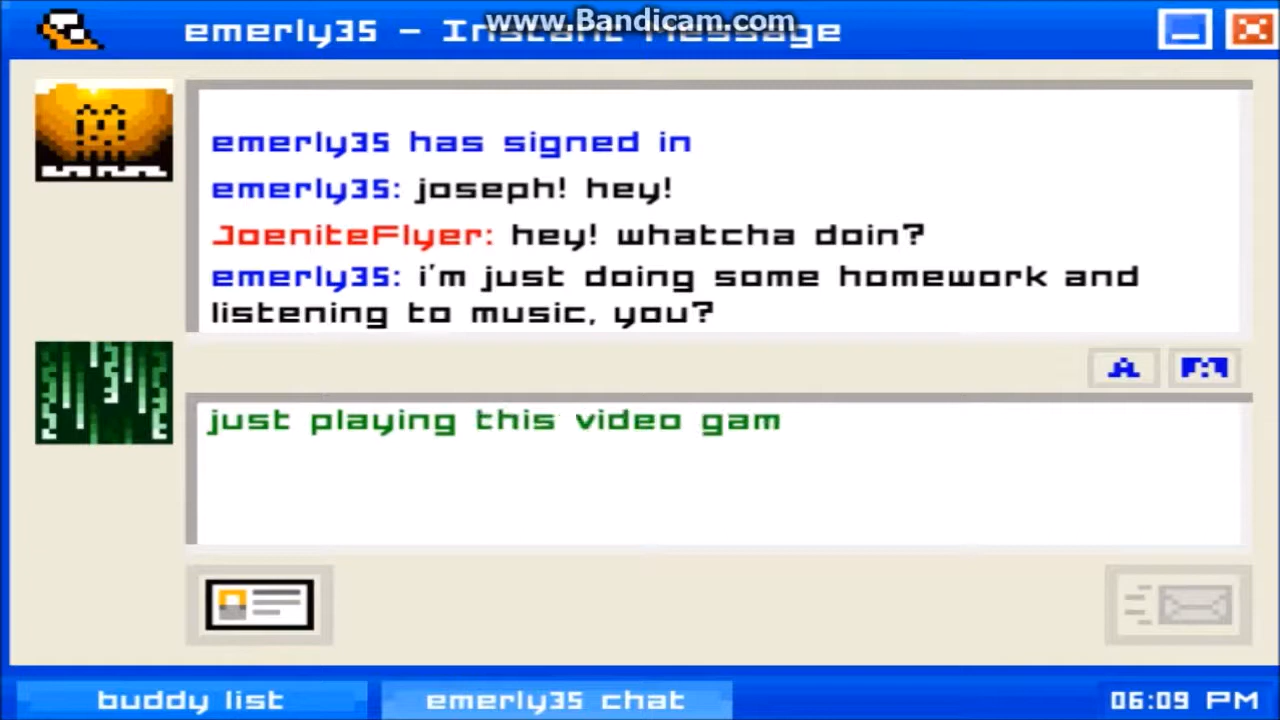 www.Bandicam.com
emerly35 - Instant Message
emerly35 has signed in
emerly35: joseph! hey!
JoeniteFlyer: hey! whatcha doin?
emerly35: i'm just doing some homework and
listening to music, you?
A
just playing this video gam
buddy list
emerly35 chat
06:09 PM